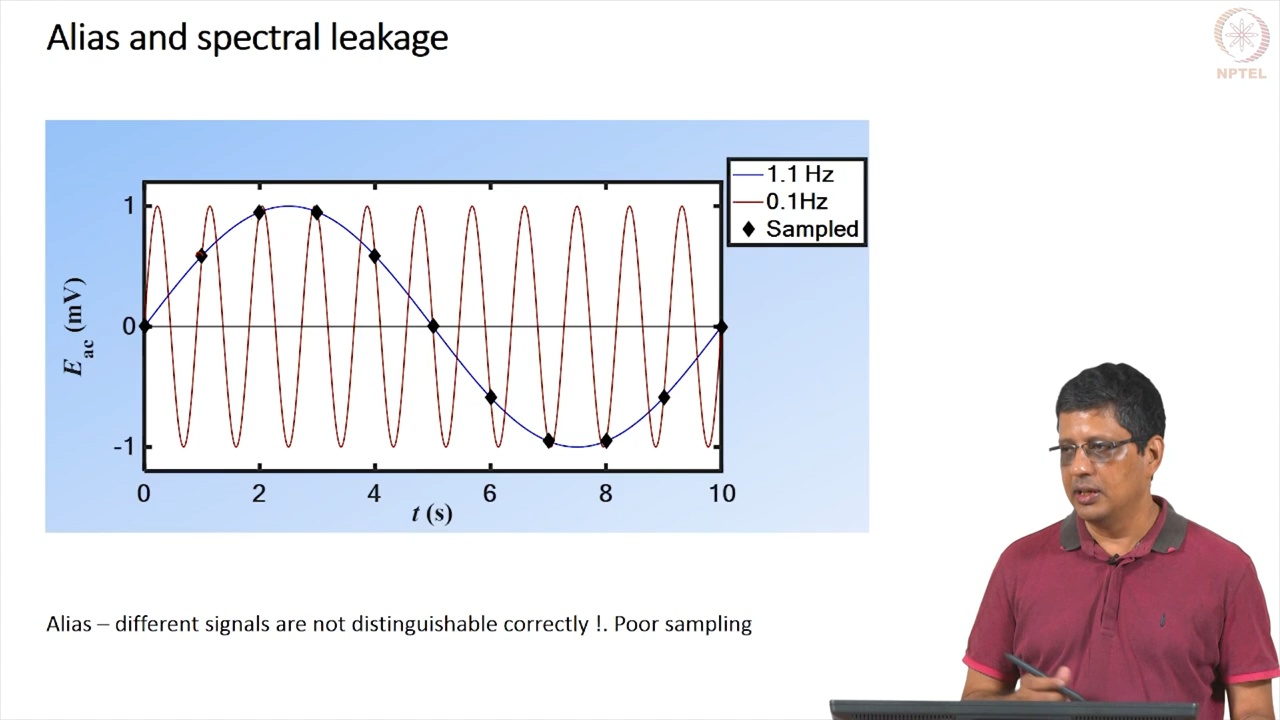 Alias and spectral leakage
NPTEL
1.1 Hz
0.1Hz
Sampled
1
0
-1
E ac (mV)
0 2 4 6 8 10
t (s)
Alias – different signals are not distinguishable correctly !. Poor sampling